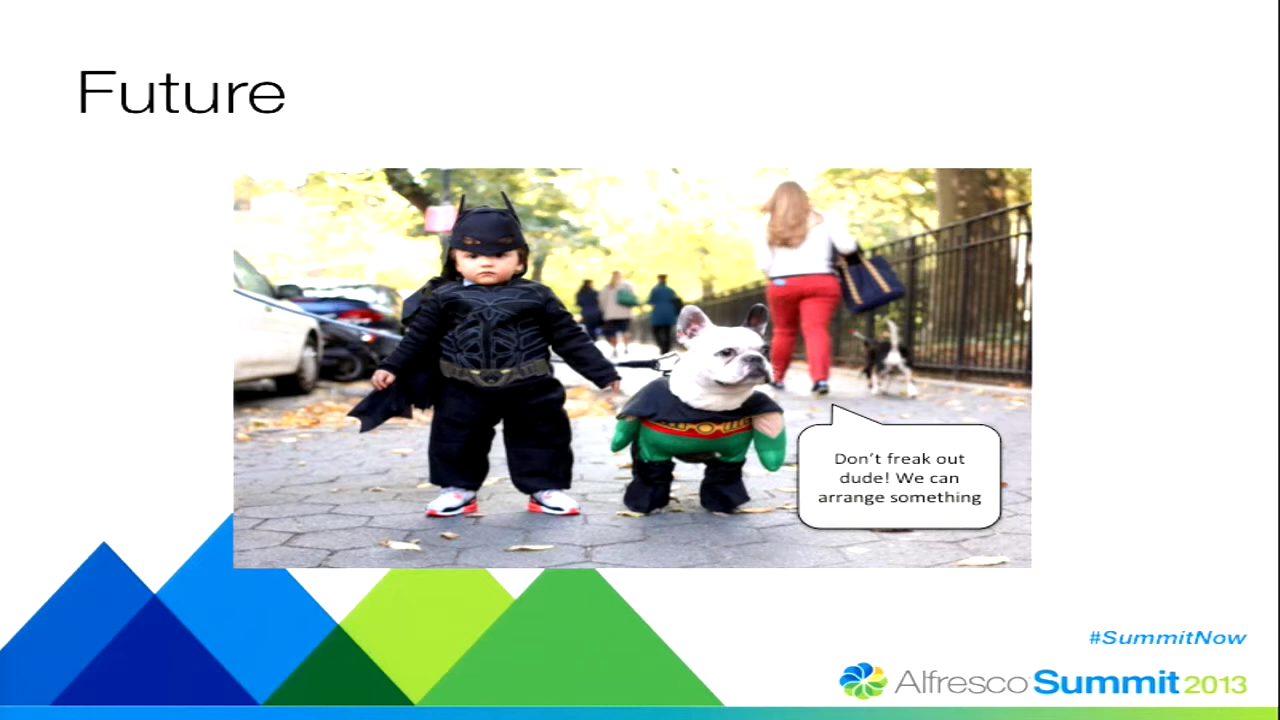 Future
Don't freak out
dude! We can
arrange something
#SummitNow
Alfresco Summit 2013